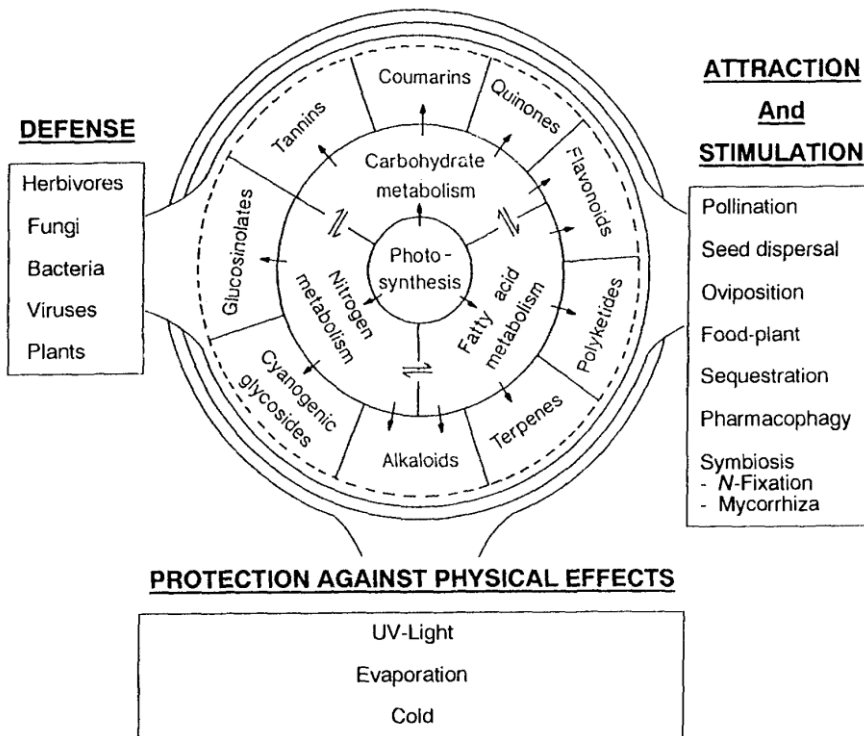 DEFENSE
Herbivores
Fungi
Bacteria
Viruses
Plants
Coumarins
Quinones
Tannins
Flavonoids
Glucosinolates
Polyketides
Cyanogenic
glycosides
Alkaloids
Terpenes
Carbohydrate
metabolism
Photo-
synthesis
Nitrogen
metabolism
Fatty acid
metabolism
ATTRACTION
And
STIMULATION
Pollination
Seed dispersal
Oviposition
Food-plant
Sequestration
Pharmacophagy
Symbiosis
- N-Fixation
- Mycorrhiza
PROTECTION AGAINST PHYSICAL EFFECTS
UV-Light
Evaporation
Cold